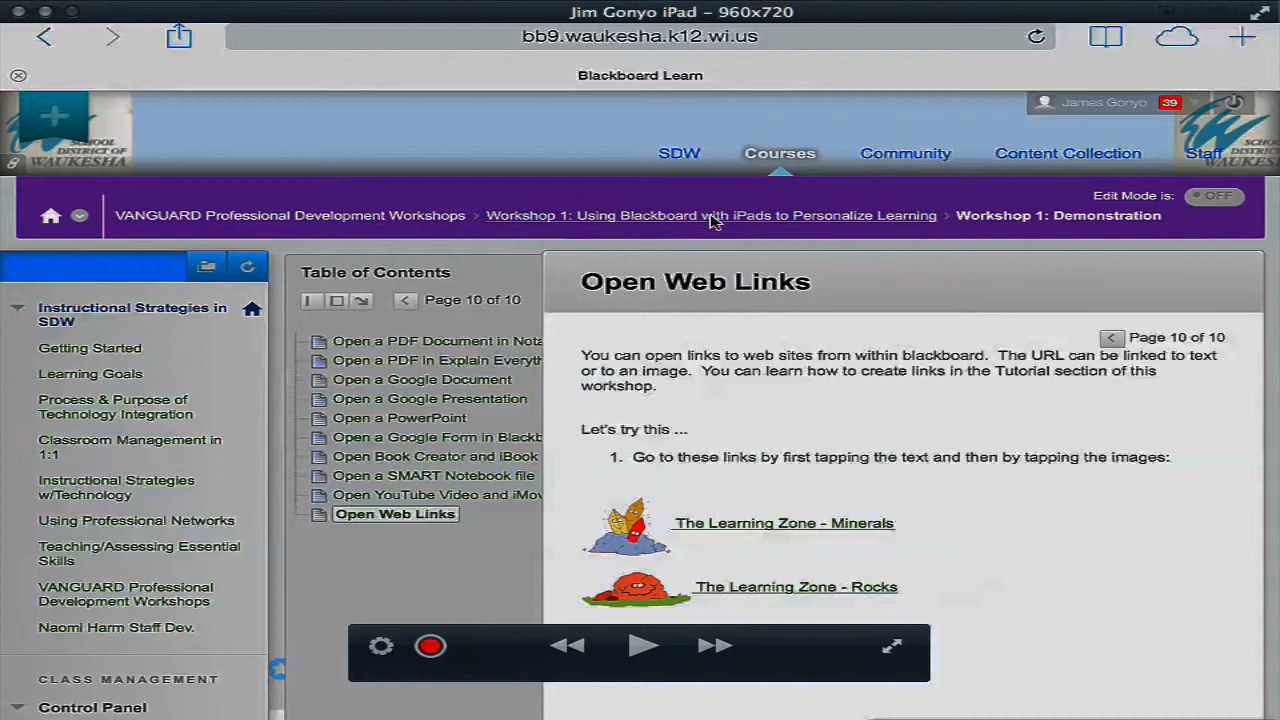 Jim Gonyo iPad – 960x720
bb9.waukesha.k12.wi.us
Blackboard Learn
SCHOOL
DISTRICT OF
WAUKESHA
James Gonyo 39
SDW Courses Community Content Collection Staff
Edit Mode is: OFF
VANGUARD Professional Development Workshops > Workshop 1: Using Blackboard with iPads to Personalize Learning > Workshop 1: Demonstration
Instructional Strategies in
SDW
Getting Started
Learning Goals
Process & Purpose of
Technology Integration
Classroom Management in
1:1
Instructional Strategies
w/Technology
Using Professional Networks
Teaching/Assessing Essential
Skills
VANGUARD Professional
Development Workshops
Naomi Harm Staff Dev.
CLASS MANAGEMENT
Control Panel
Table of Contents
Page 10 of 10
Open a PDF Document in Nota
Open a PDF in Explain Everyth
Open a Google Document
Open a Google Presentation
Open a PowerPoint
Open a Google Form in Blackb
Open Book Creator and iBook
Open a SMART Notebook file
Open YouTube Video and iMov
Open Web Links
Open Web Links
Page 10 of 10
You can open links to web sites from within blackboard. The URL can be linked to text
or to an image. You can learn how to create links in the Tutorial section of this
workshop.
Let's try this ...
1. Go to these links by first tapping the text and then by tapping the images:
The Learning Zone - Minerals
The Learning Zone - Rocks